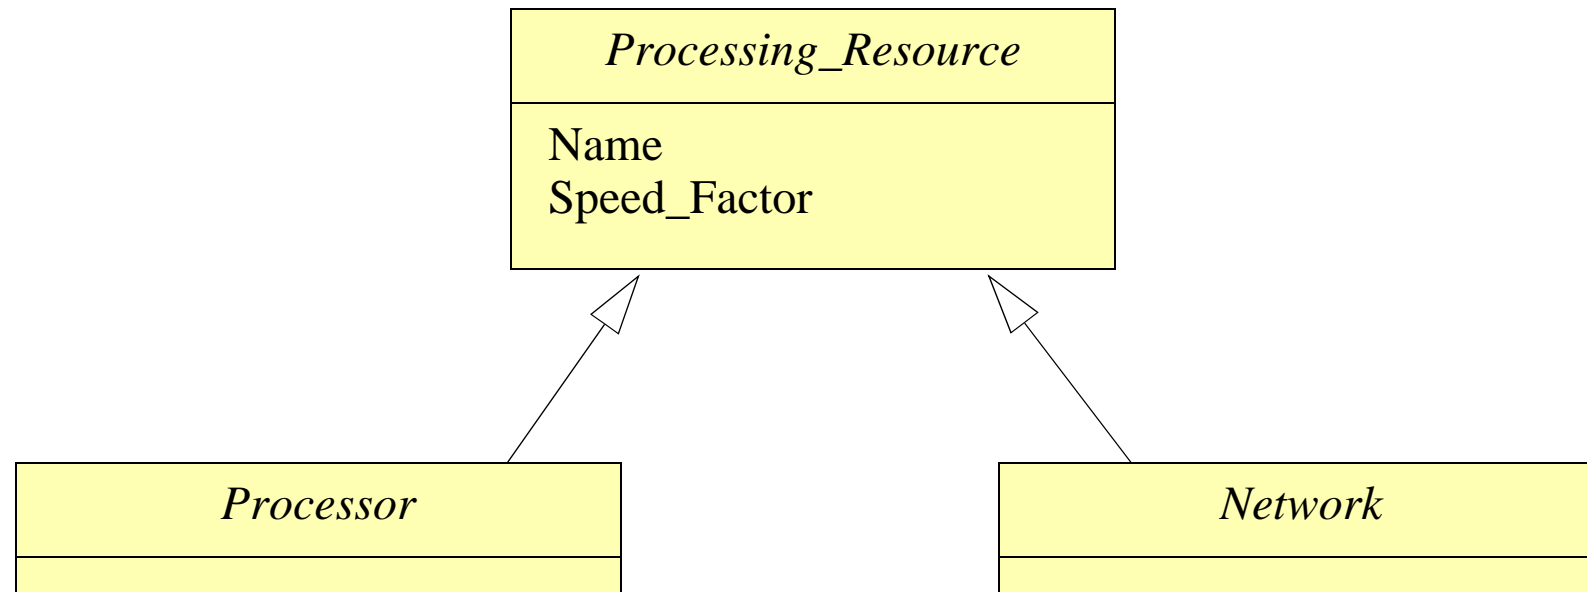 Processing_Resource
Name
Speed_Factor
Processor
Network